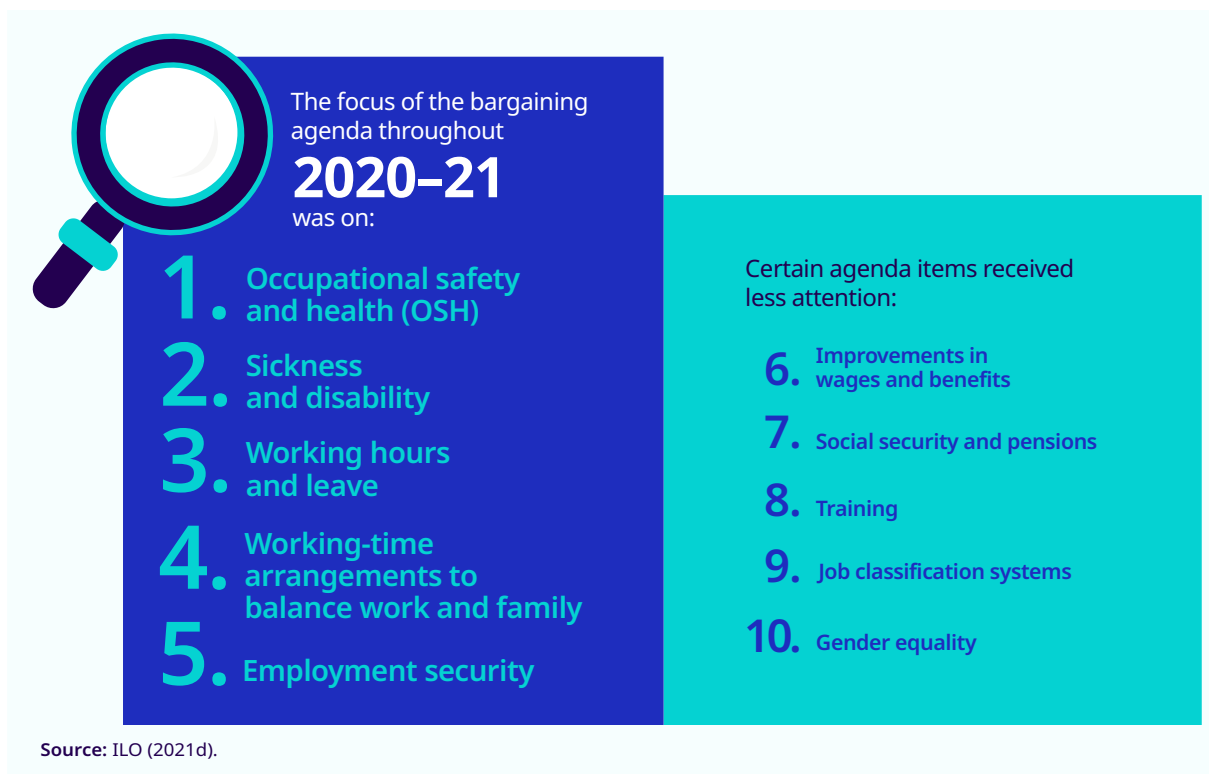 The focus of the bargaining
agenda throughout
2020–21
was on:
1. Occupational safety
and health (OSH)
2. Sickness
and disability
3. Working hours
and leave
4. Working-time
arrangements to
balance work and family
5. Employment security
Certain agenda items received
less attention:
6. Improvements in
wages and benefits
7. Social security and pensions
8. Training
9. Job classification systems
10. Gender equality
Source: ILO (2021d).